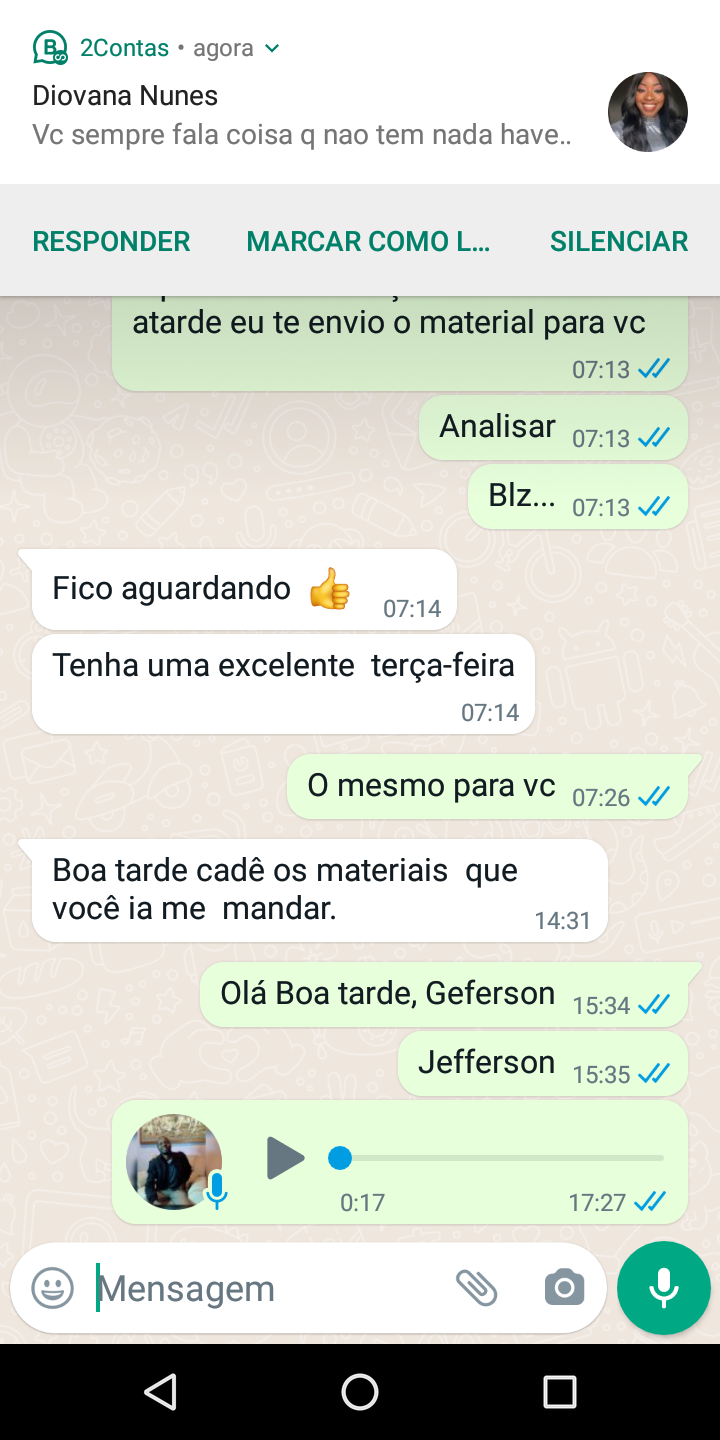 2Contas • agora
Diovana Nunes
Vc sempre fala coisa q nao tem nada have..
RESPONDER MARCAR COMO L... SILENCIAR
atarde eu te envio o material para vc
07:13
Analisar 07:13
Blz... 07:13
Fico aguardando 👍 07:14
Tenha uma excelente terça-feira
07:14
O mesmo para vc 07:26
Boa tarde cadê os materiais que
você ia me mandar. 14:31
Olá Boa tarde, Geferson 15:34
Jefferson 15:35
0:17 17:27
Mensagem